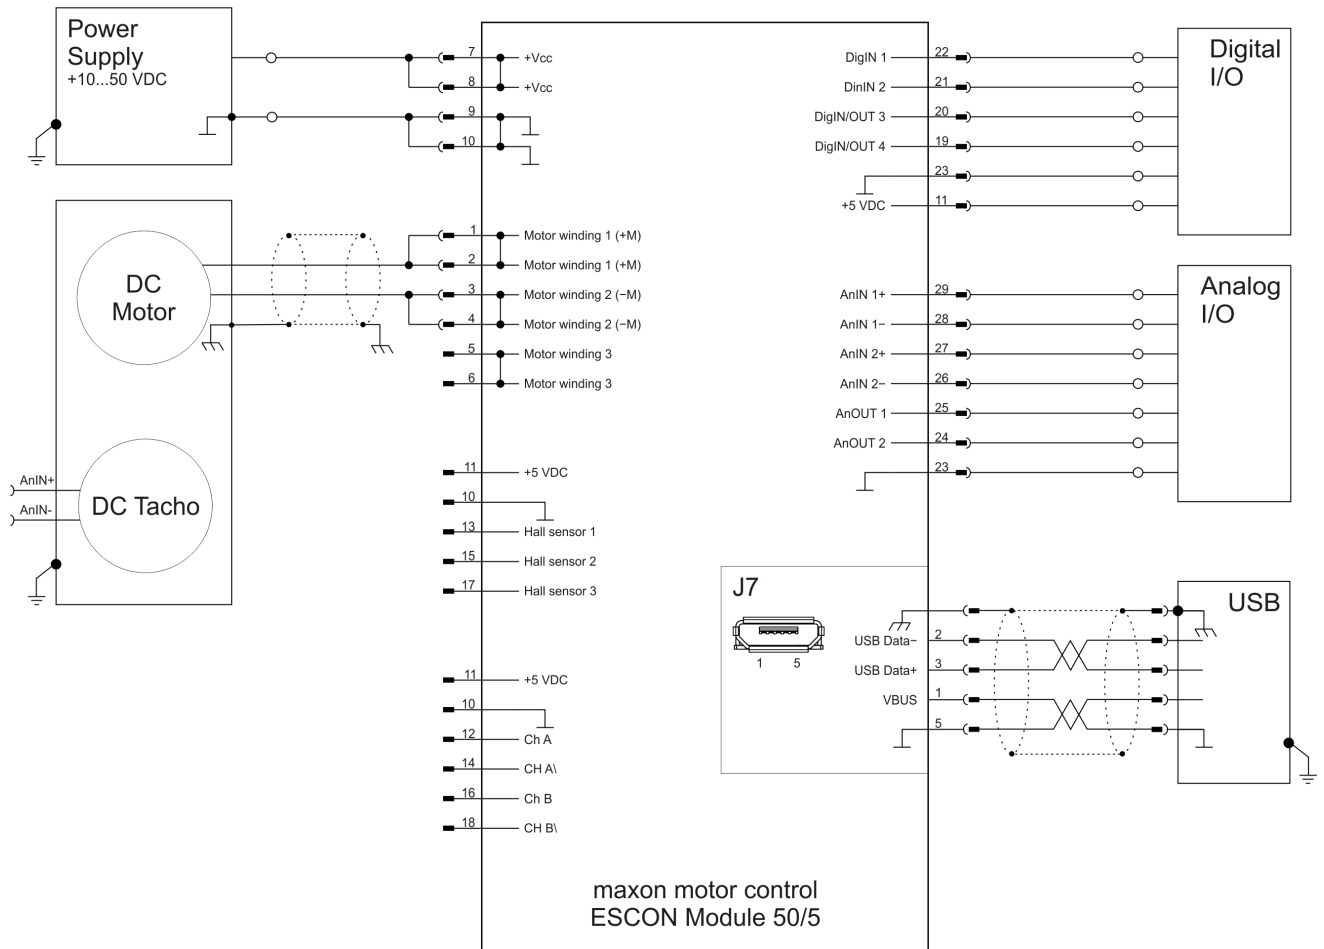 Power
Supply
+10...50 VDC
7
+Vcc
8
+Vcc
9
10
DC
Motor
1
Motor winding 1 (+M)
2
Motor winding 1 (+M)
3
Motor winding 2 (−M)
4
Motor winding 2 (−M)
5
Motor winding 3
6
Motor winding 3
AnIN+
AnIN-
DC Tacho
11
+5 VDC
10
13
Hall sensor 1
15
Hall sensor 2
17
Hall sensor 3
11
+5 VDC
10
12
Ch A
14
CH A\
16
Ch B
18
CH B\
DigIN 1
22
DinIN 2
21
DigIN/OUT 3
20
DigIN/OUT 4
19
23
+5 VDC
11
Digital
I/O
AnIN 1+
29
AnIN 1−
28
AnIN 2+
27
AnIN 2−
26
AnOUT 1
25
AnOUT 2
24
23
Analog
I/O
J7
1 5
USB Data−
2
USB Data+
3
VBUS
1
5
USB
maxon motor control
ESCON Module 50/5